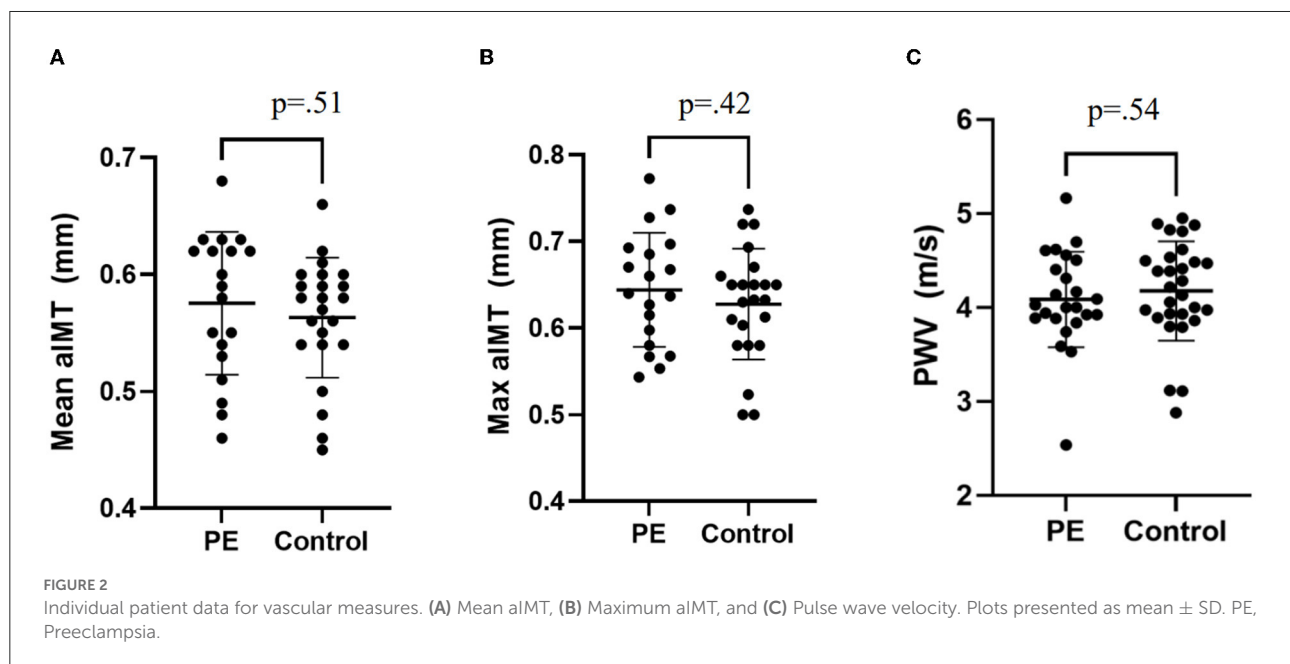 A
p=.51
0.7
0.6
0.5
0.4
Mean aIMT (mm)
PE Control
B
p=.42
0.8
0.7
0.6
0.5
0.4
Max aIMT (mm)
PE Control
C
p=.54
6
5
4
3
2
PWV (m/s)
PE Control
FIGURE 2
Individual patient data for vascular measures. (A) Mean aIMT, (B) Maximum aIMT, and (C) Pulse wave velocity. Plots presented as mean ± SD. PE,
Preeclampsia.